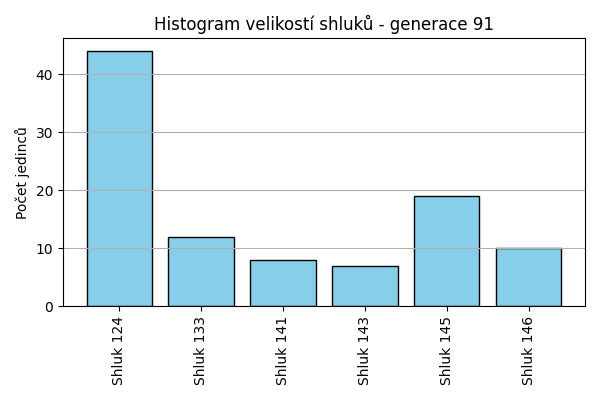 Histogram velikostí shluků - generace 91
Počet jedinců
40
30
20
10
0
Shluk 124
Shluk 133
Shluk 141
Shluk 143
Shluk 145
Shluk 146